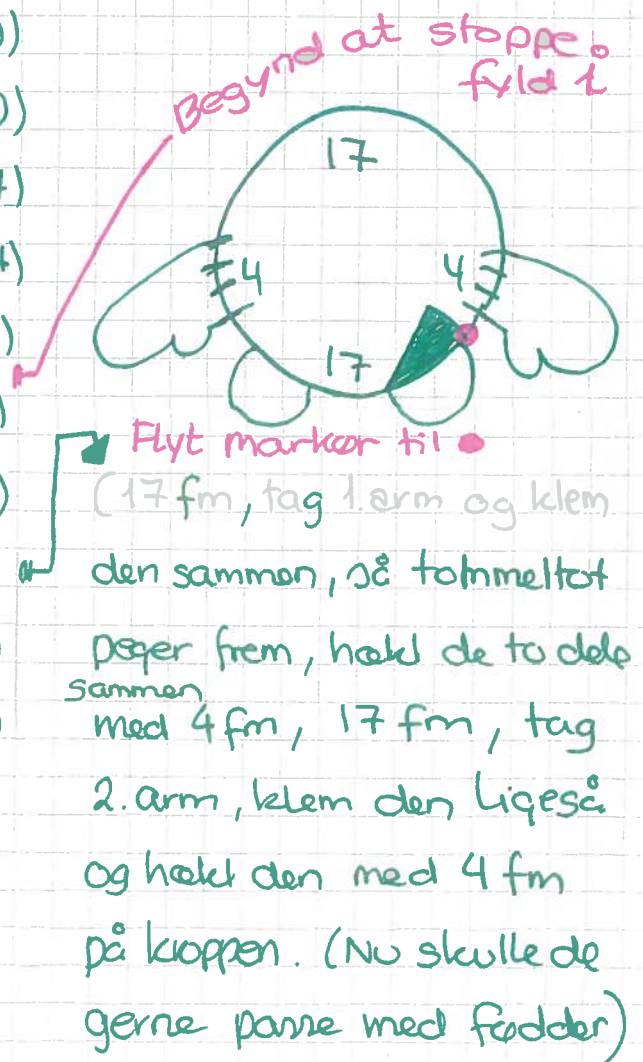 Begynd at stoppe.
fyld i
17
4
4
17
Flyt markør til
(17 fm, tag 1. arm og klem
den sammen, så tommeltot
peger frem, hækl de to dele
sammen
med 4 fm, 17 fm, tag
2. arm, klem den ligeså
og hækl den med 4 fm
på kroppen. (Nu skulle de
gerne passe med fødder)